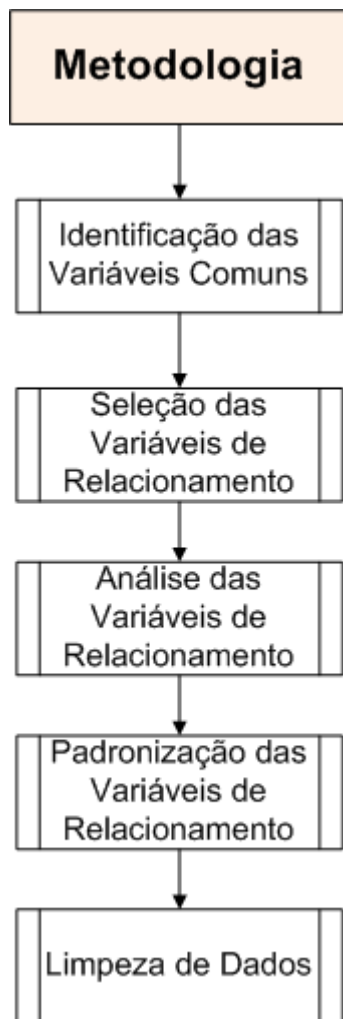 Metodologia
Identificação das
Variáveis Comuns
Seleção das
Variáveis de
Relacionamento
Análise das
Variáveis de
Relacionamento
Padronização das
Variáveis de
Relacionamento
Limpeza de Dados